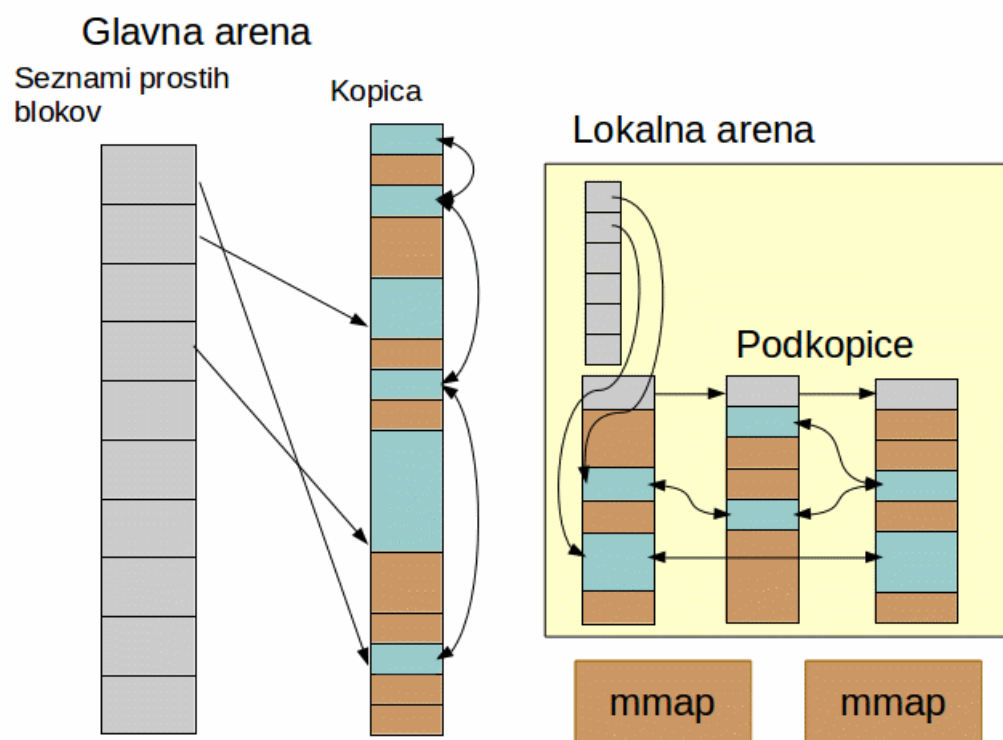 Glavna arena
Seznami prostih
blokov
Kopica
Lokalna arena
Podkopice
mmap
mmap